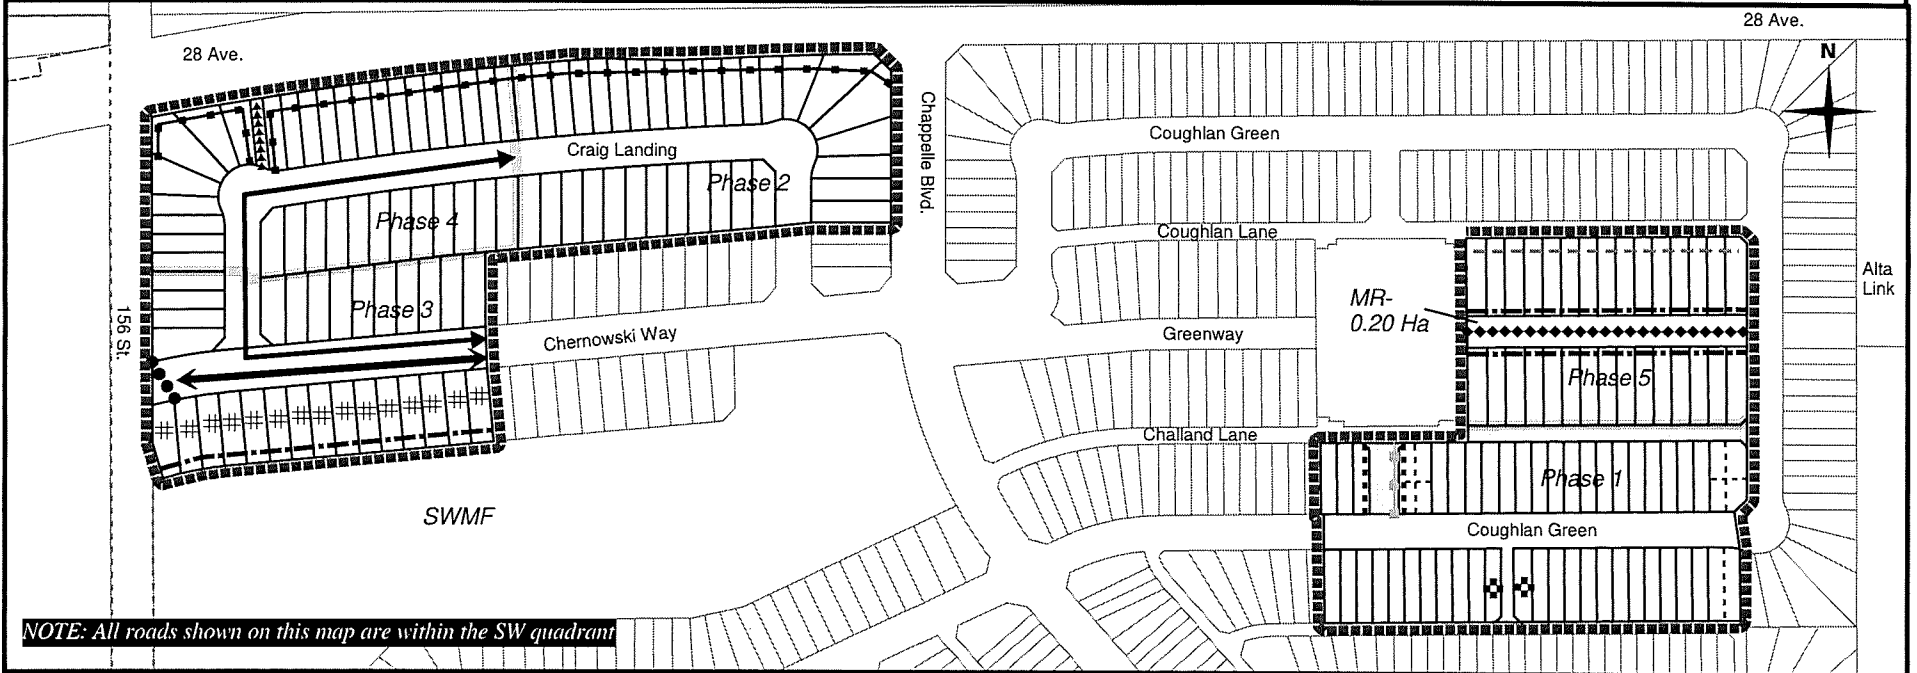 28 Ave.
28 Ave.
N
Chappelle Blvd.
Coughlan Green
Craig Landing
Phase 2
Phase 4
Coughlan Lane
Alta
Link
MR-
0.20 Ha
Phase 3
156 St.
Chernowski Way
Greenway
Phase 5
Challand Lane
Phase 1
SWMF
Coughlan Green
NOTE: All roads shown on this map are within the SW quadrant